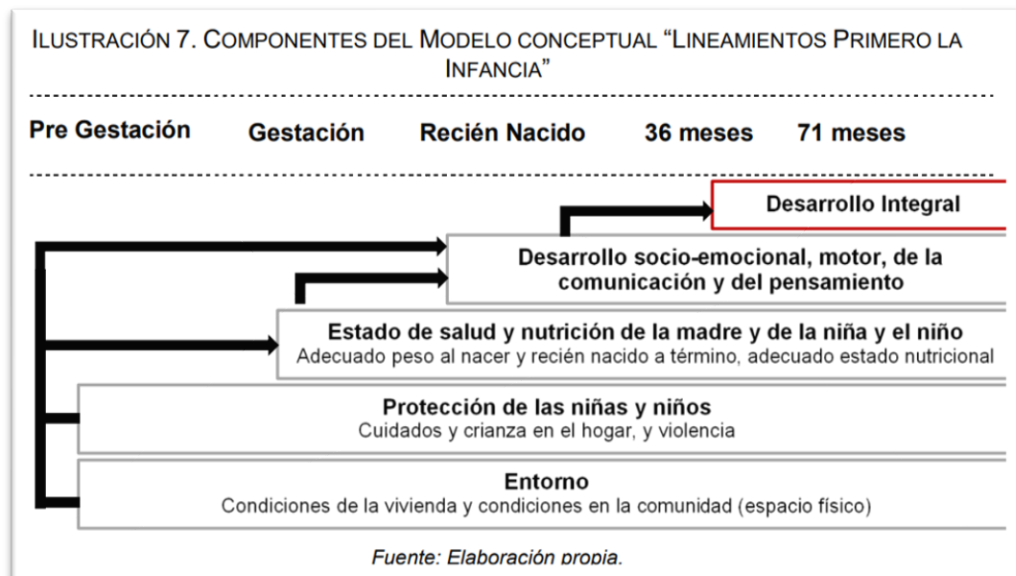 ILUSTRACIÓN 7. COMPONENTES DEL MODELO CONCEPTUAL “LINEAMIENTOS PRIMERO LA
INFANCIA”
Pre Gestación Gestación Recién Nacido 36 meses 71 meses
Desarrollo Integral
Desarrollo socio-emocional, motor, de la
comunicación y del pensamiento
Estado de salud y nutrición de la madre y de la niña y el niño
Adecuado peso al nacer y recién nacido a término, adecuado estado nutricional
Protección de las niñas y niños
Cuidados y crianza en el hogar, y violencia
Entorno
Condiciones de la vivienda y condiciones en la comunidad (espacio físico)
Fuente: Elaboración propia.